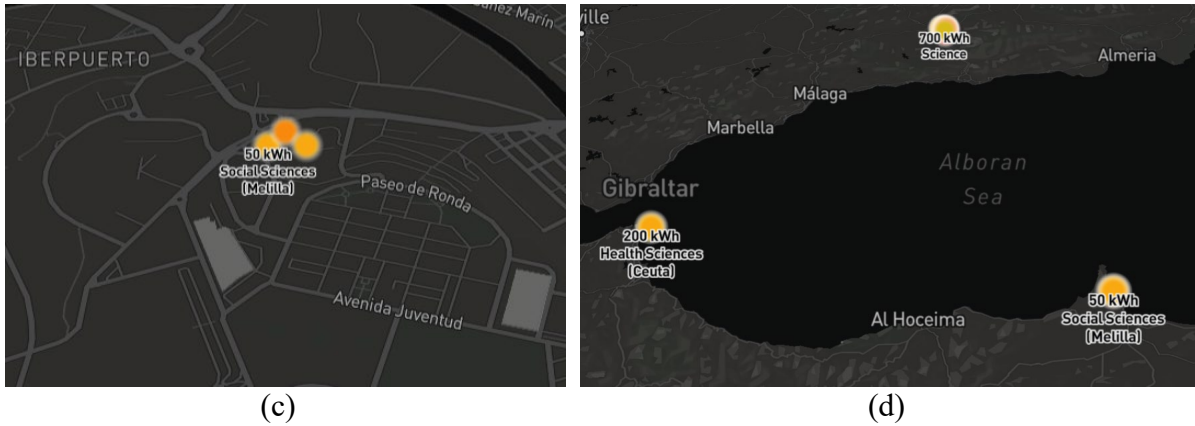 IBERPUERTO
50 kWh
Social Sciences
(Melilla)
Paseo de Ronda
Avenida Juventud
(c)
ville
700 kWh
Science
Almeria
Málaga
Marbella
Alboran
Sea
Gibraltar
200 kWh
Health Sciences
(Ceuta)
Al Hoceima
50 kWh
Social Sciences
(Melilla)
(d)